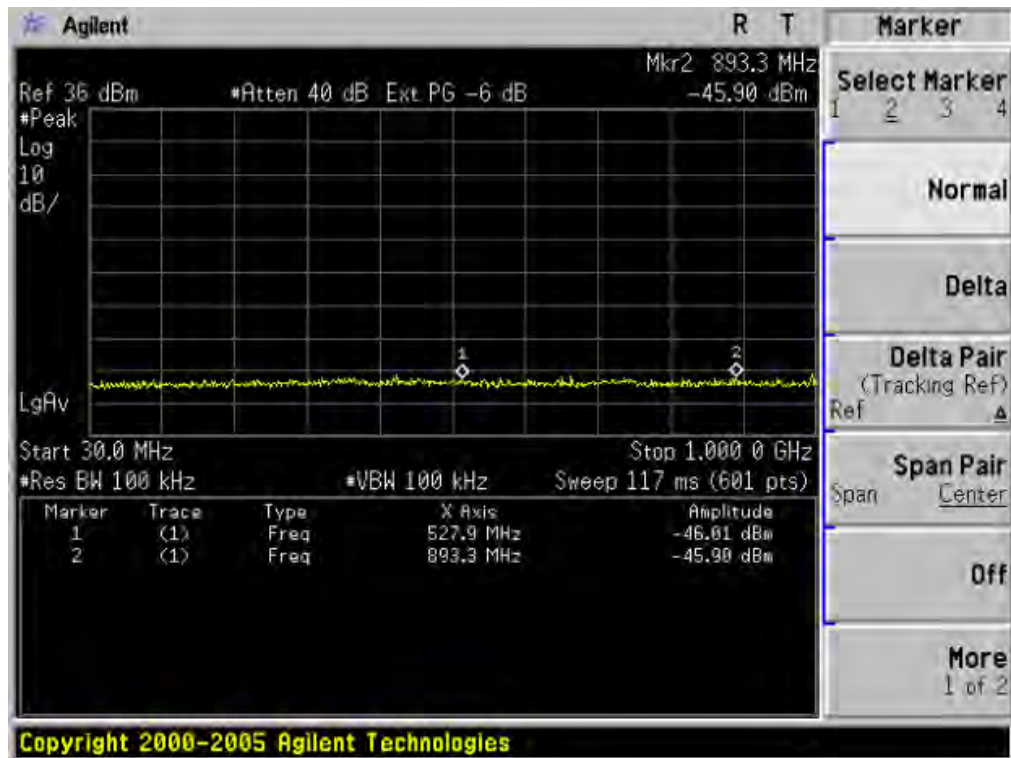 Agilent
R T
Mkr2 893.3 MHz
Ref 36 dBm #Atten 40 dB Ext PG -6 dB -45.90 dBm
#Peak
Log
10
dB/
1
2
LgAv
Start 30.0 MHz Stop 1.000 0 GHz
#Res BW 100 kHz #VBW 100 kHz Sweep 117 ms (601 pts)
Marker Trace Type X Axis Amplitude
1 (1) Freq 527.9 MHz -46.01 dBm
2 (1) Freq 893.3 MHz -45.90 dBm
Marker
Select Marker
1 2 3 4
Normal
Delta
Delta Pair
(Tracking Ref)
Ref Δ
Span Pair
Span Center
Off
More
1 of 2
Copyright 2000-2005 Agilent Technologies